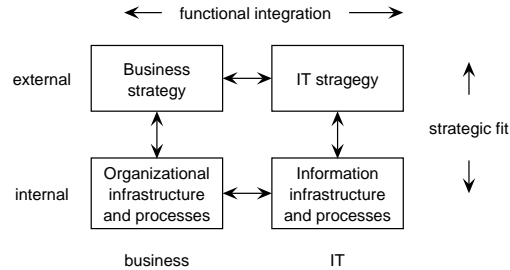 functional integration
external
Business
strategy
IT stragegy
strategic fit
internal
Organizational
infrastructure
and processes
Information
infrastructure
and processes
business
IT